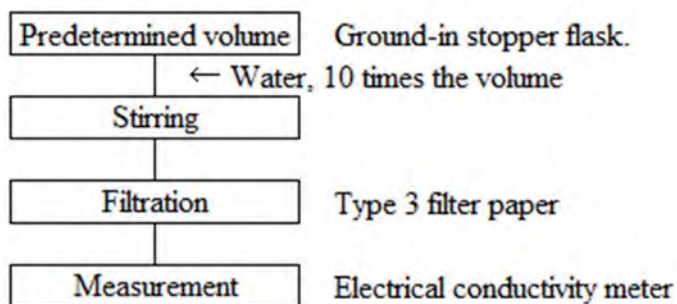 Predetermined volume Ground-in stopper flask.
← Water, 10 times the volume
Stirring
Filtration Type 3 filter paper
Measurement Electrical conductivity meter